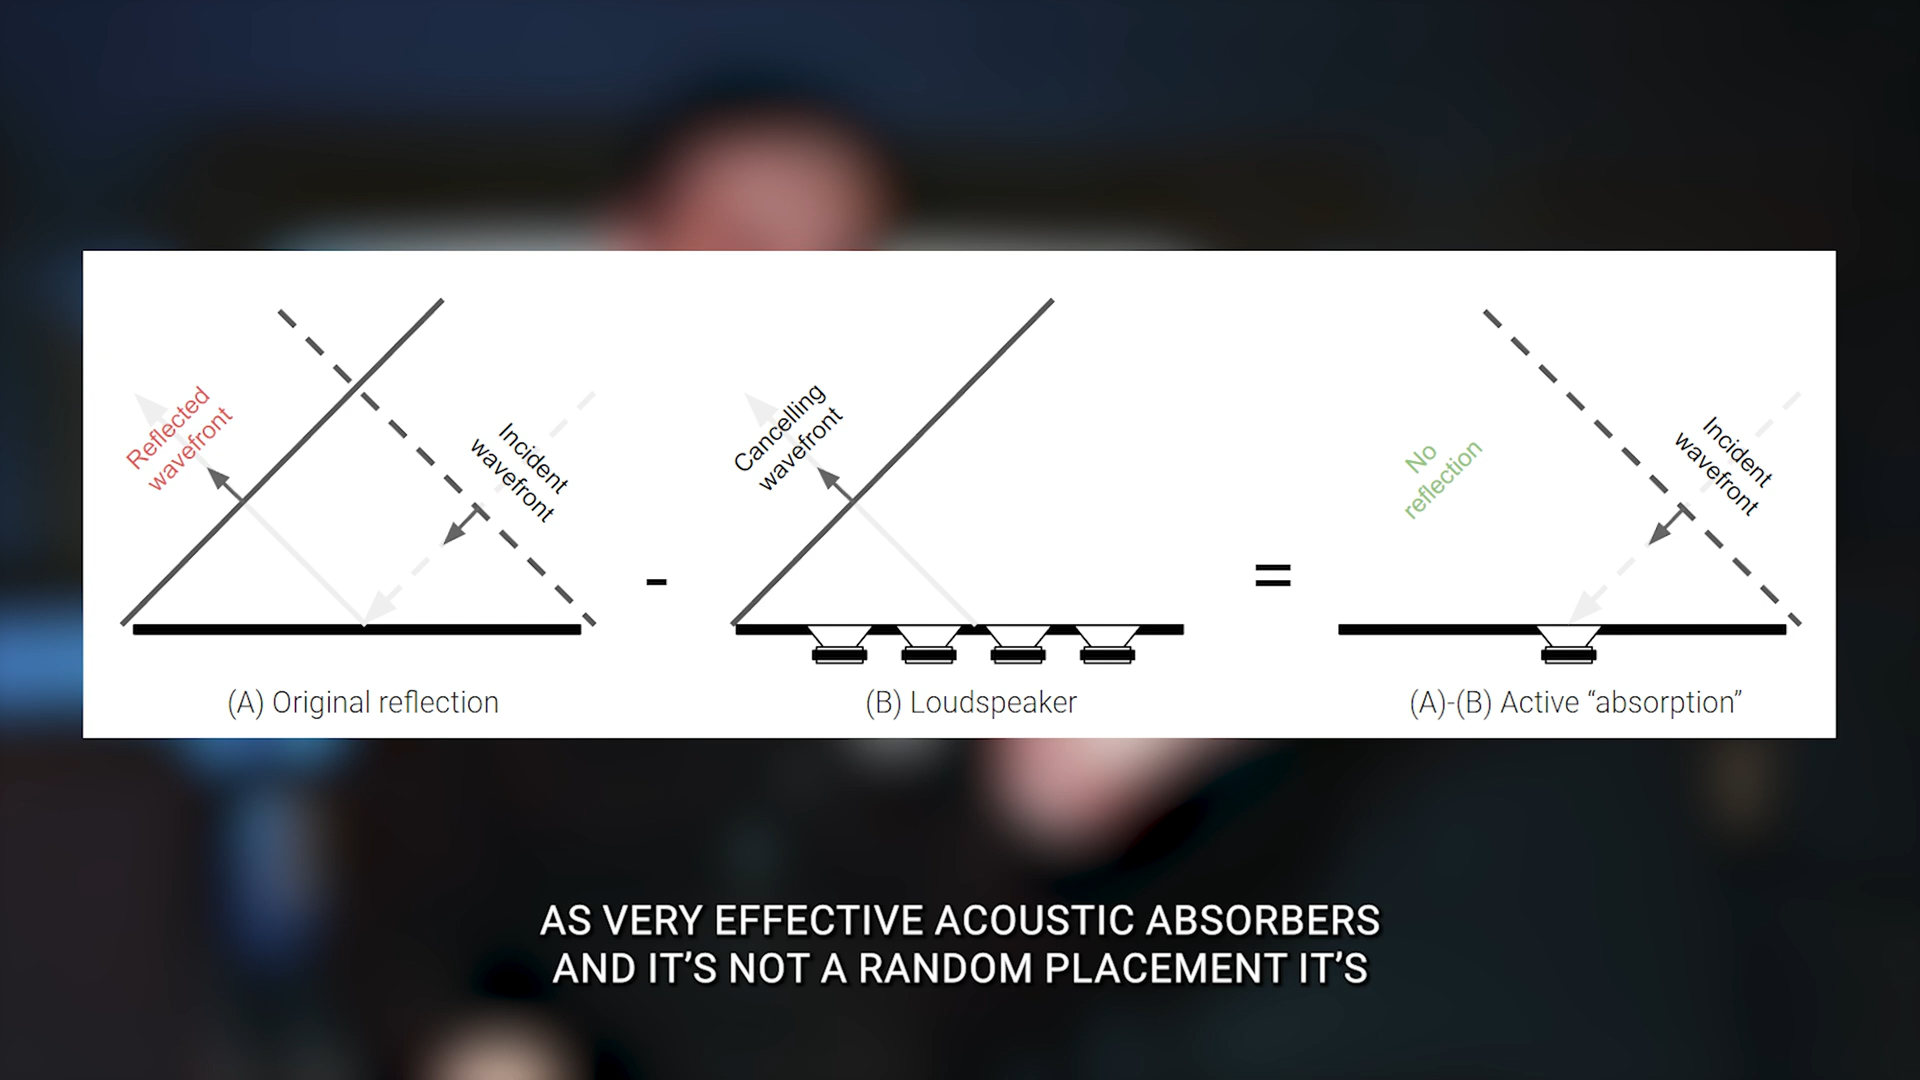 Reflected
wavefront
Incident
wavefront
(A) Original reflection
-
Cancelling
wavefront
(B) Loudspeaker
=
No
reflection
Incident
wavefront
(A)-(B) Active “absorption”
AS VERY EFFECTIVE ACOUSTIC ABSORBERS
AND IT’S NOT A RANDOM PLACEMENT IT’S